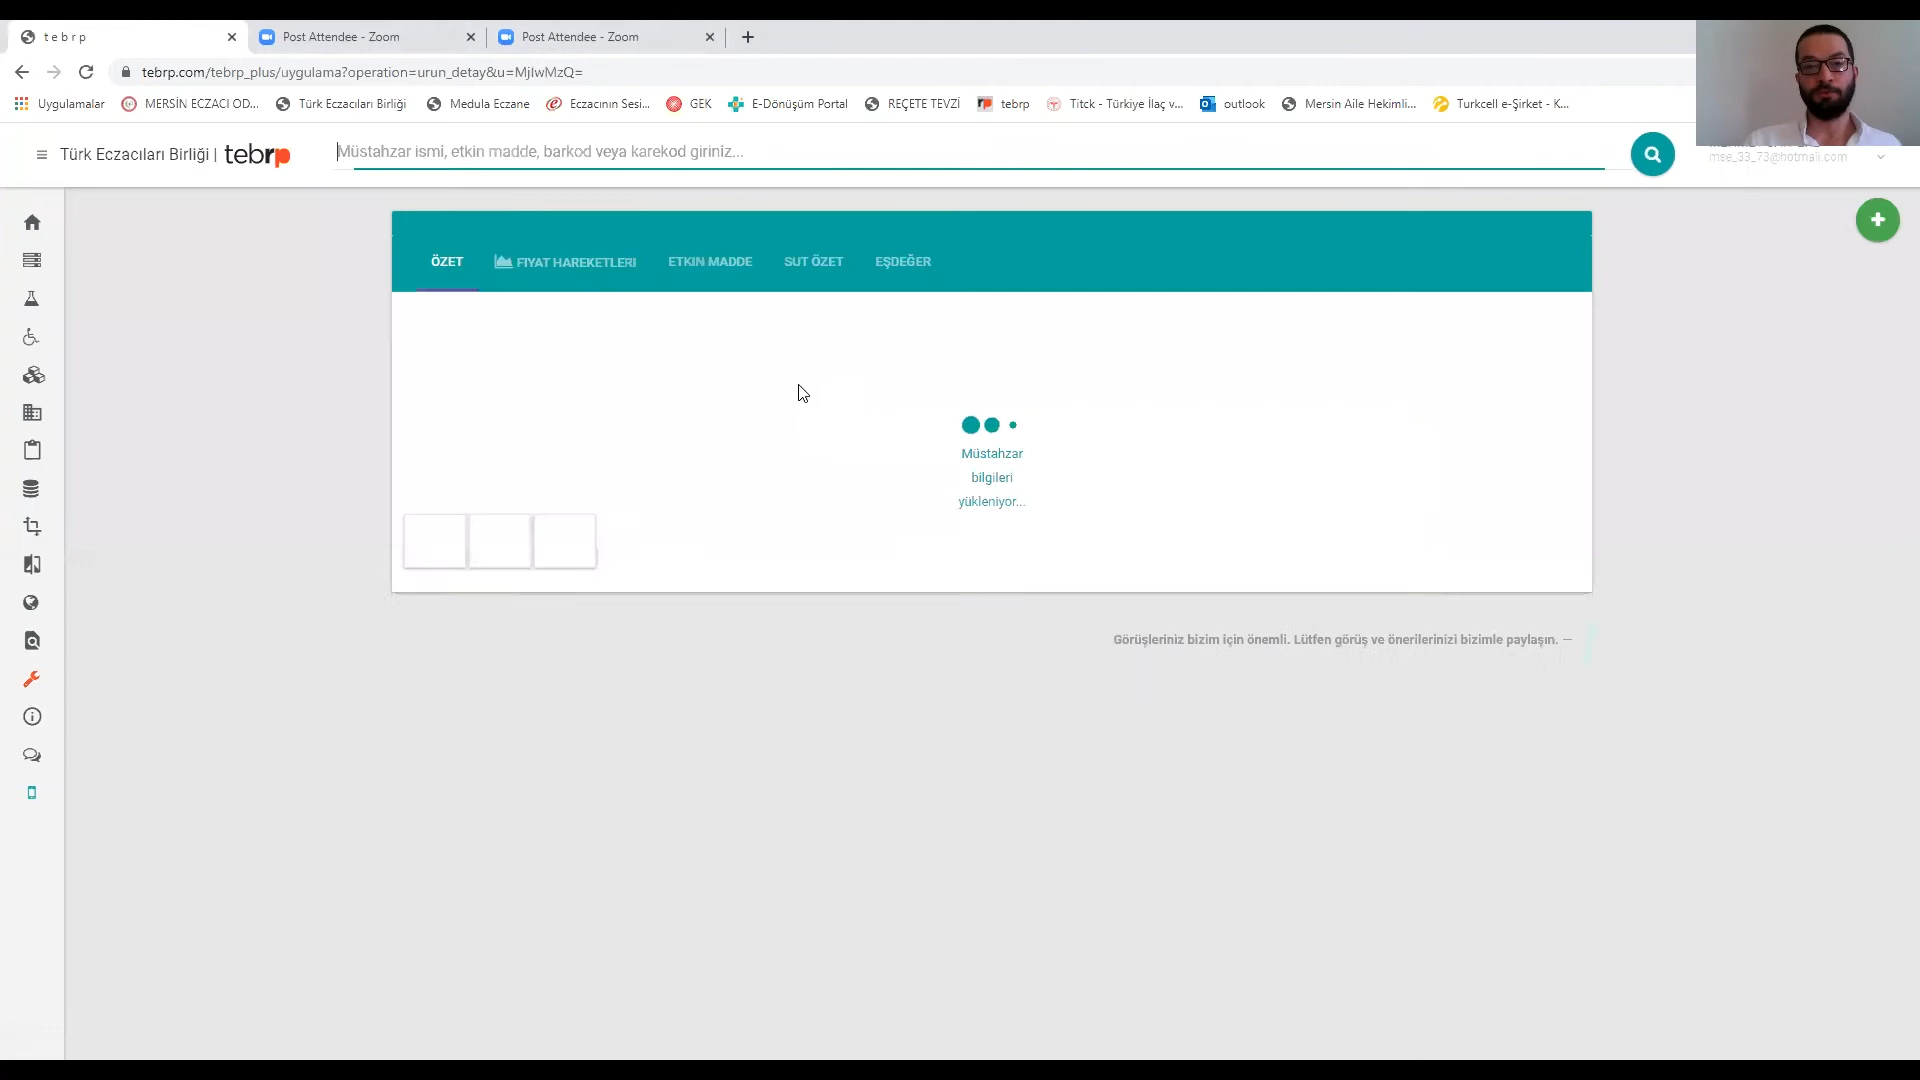 t e b r p
Post Attendee - Zoom
Post Attendee - Zoom
tebrp.com/tebrp_plus/uygulama?operation=urun_detay&u=MjIwMzQ=
Uygulamalar
MERSİN ECZACI OD...
Türk Eczacıları Birliği
Medula Eczane
Eczacının Sesi...
GEK
E-Dönüşüm Portal
REÇETE TEVZİ
tebrp
Titck - Türkiye İlaç v...
outlook
Mersin Aile Hekimli...
Turkcell e-Şirket - K...
Türk Eczacıları Birliği | tebrp
Müstahzar ismi, etkin madde, barkod veya karekod giriniz...
mse_33_73@hotmail.com
ÖZET
FIYAT HAREKETLERI
ETKIN MADDE
SUT ÖZET
EŞDEĞER
Müstahzar
bilgileri
yükleniyor...
Görüşleriniz bizim için önemli. Lütfen görüş ve önerilerinizi bizimle paylaşın. —